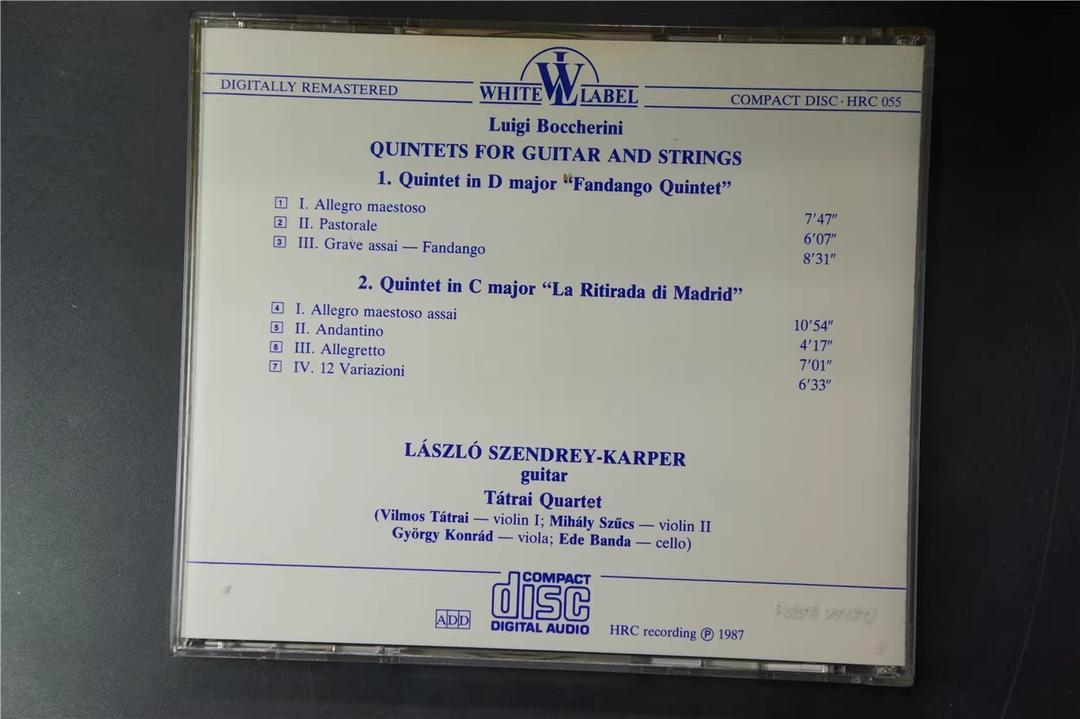 DIGITALLY REMASTERED
WL
WHITE LABEL
COMPACT DISC · HRC 055
Luigi Boccherini
QUINTETS FOR GUITAR AND STRINGS
1. Quintet in D major “Fandango Quintet”
1 I. Allegro maestoso 7’47”
2 II. Pastorale 6’07”
3 III. Grave assai — Fandango 8’31”
2. Quintet in C major “La Ritirada di Madrid”
4 I. Allegro maestoso assai 10’54”
5 II. Andantino 4’17”
6 III. Allegretto 7’01”
7 IV. 12 Variazioni 6’33”
LÁSZLÓ SZENDREY-KARPER
guitar
Tátrai Quartet
(Vilmos Tátrai — violin I; Mihály Szűcs — violin II
György Konrád — viola; Ede Banda — cello)
ADD
COMPACT
disc
DIGITAL AUDIO
HRC recording ℗ 1987